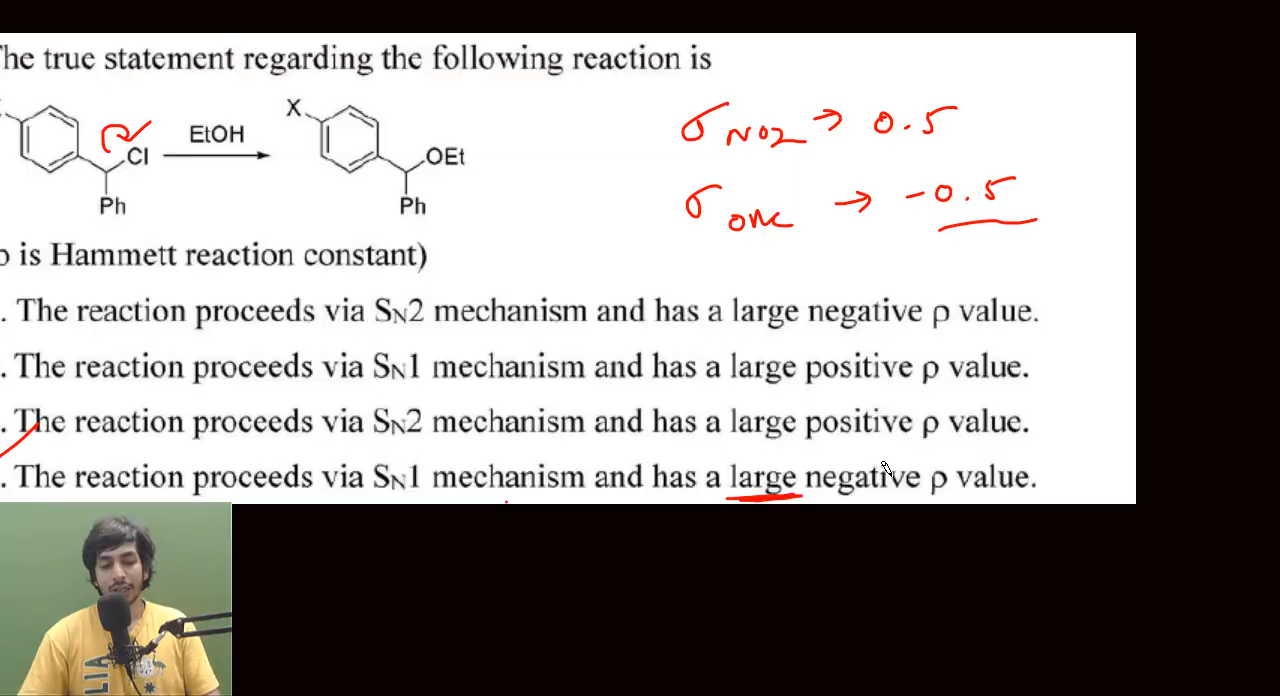 The true statement regarding the following reaction is
X
Cl
EtOH
OEt
Ph
Ph
σ NO2 → 0.5
σ OMe → -0.5
ρ is Hammett reaction constant)
. The reaction proceeds via SN2 mechanism and has a large negative ρ value.
. The reaction proceeds via SN1 mechanism and has a large positive ρ value.
. The reaction proceeds via SN2 mechanism and has a large positive ρ value.
. The reaction proceeds via SN1 mechanism and has a large negative ρ value.
LIA